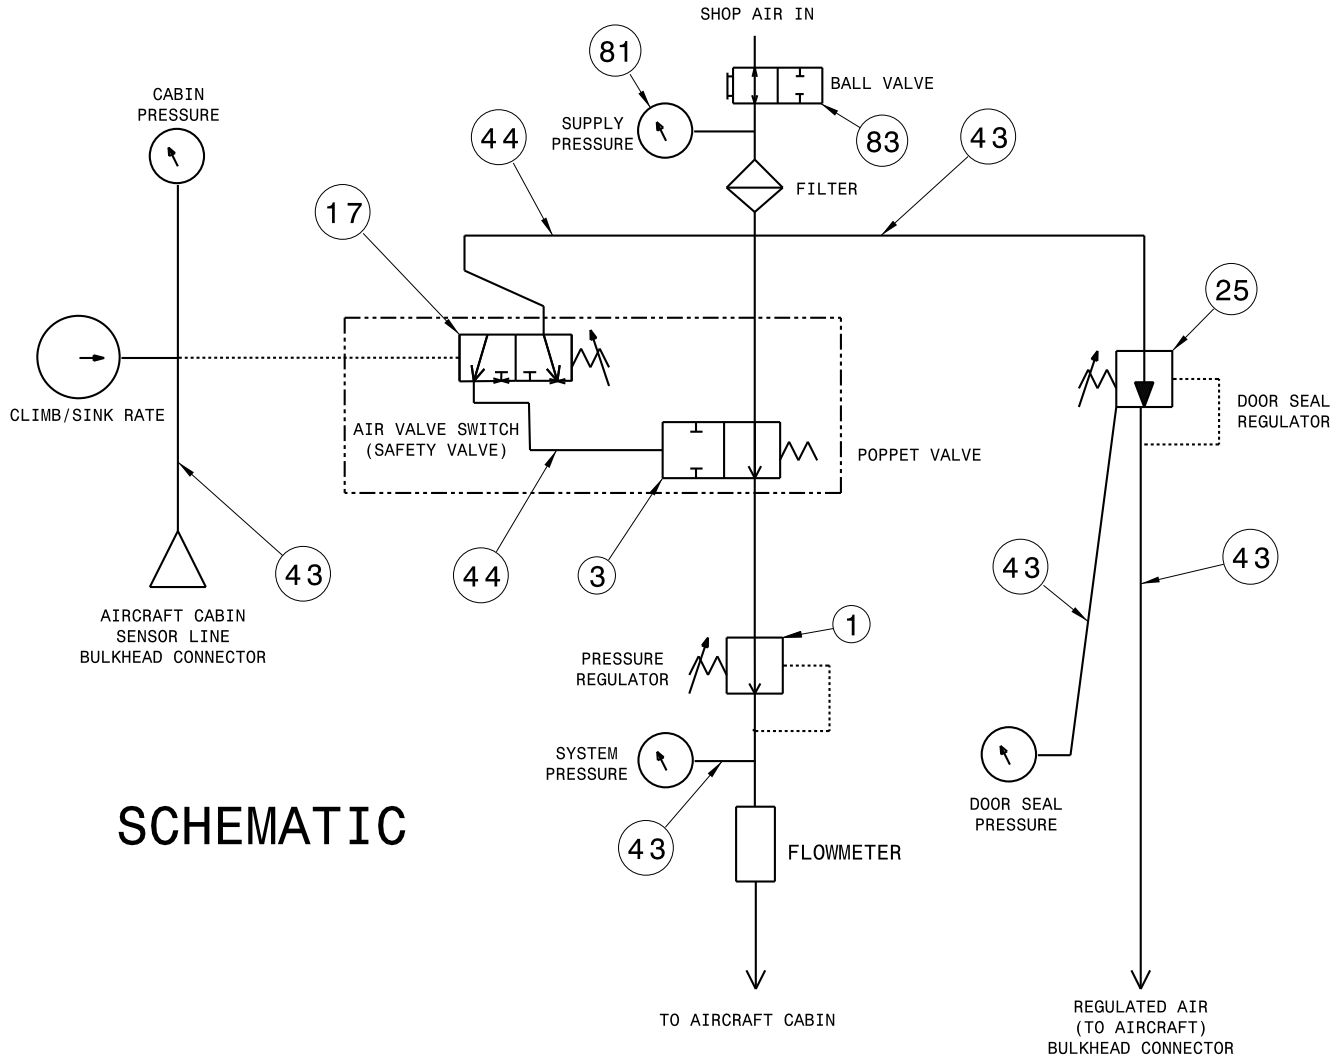 SHOP AIR IN
81
BALL VALVE
CABIN
PRESSURE
SUPPLY
PRESSURE
44
83
43
FILTER
17
25
CLIMB/SINK RATE
AIR VALVE SWITCH
(SAFETY VALVE)
DOOR SEAL
REGULATOR
POPPET VALVE
43
44
3
43
43
AIRCRAFT CABIN
SENSOR LINE
BULKHEAD CONNECTOR
1
PRESSURE
REGULATOR
SYSTEM
PRESSURE
DOOR SEAL
PRESSURE
SCHEMATIC
43
FLOWMETER
TO AIRCRAFT CABIN
REGULATED AIR
(TO AIRCRAFT)
BULKHEAD CONNECTOR